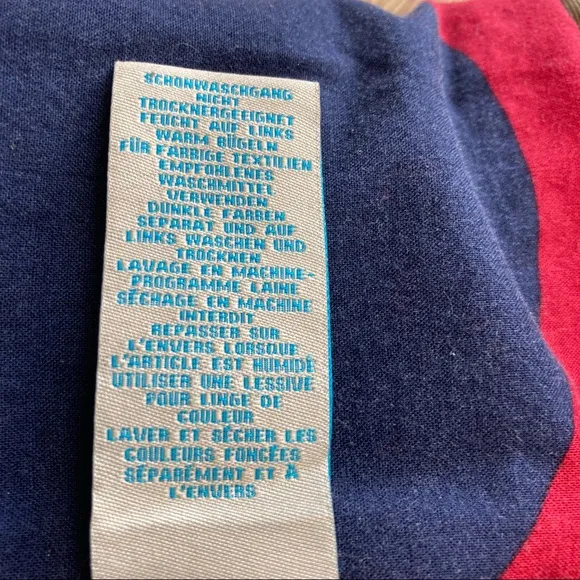 SCHONWASCHGANG
NICHT
TROCKNERGEEIGNET
FEUCHT AUF LINKS
WARM BÜGELN
FÜR FARBIGE TEXTILIEN
EMPFOHLENES
WASCHMITTEL
VERWENDEN
DUNKLE FARBEN
SEPARAT UND AUF
LINKS WASCHEN UND
TROCKNEN
LAVAGE EN MACHINE-
PROGRAMME LAINE
SÉCHAGE EN MACHINE
INTERDIT
REPASSER SUR
L'ENVERS LORSQUE
L'ARTICLE EST HUMIDE
UTILISER UNE LESSIVE
POUR LINGE DE
COULEUR
LAVER ET SÉCHER LES
COULEURS FONCÉES
SÉPARÉMENT ET À
L'ENVERS